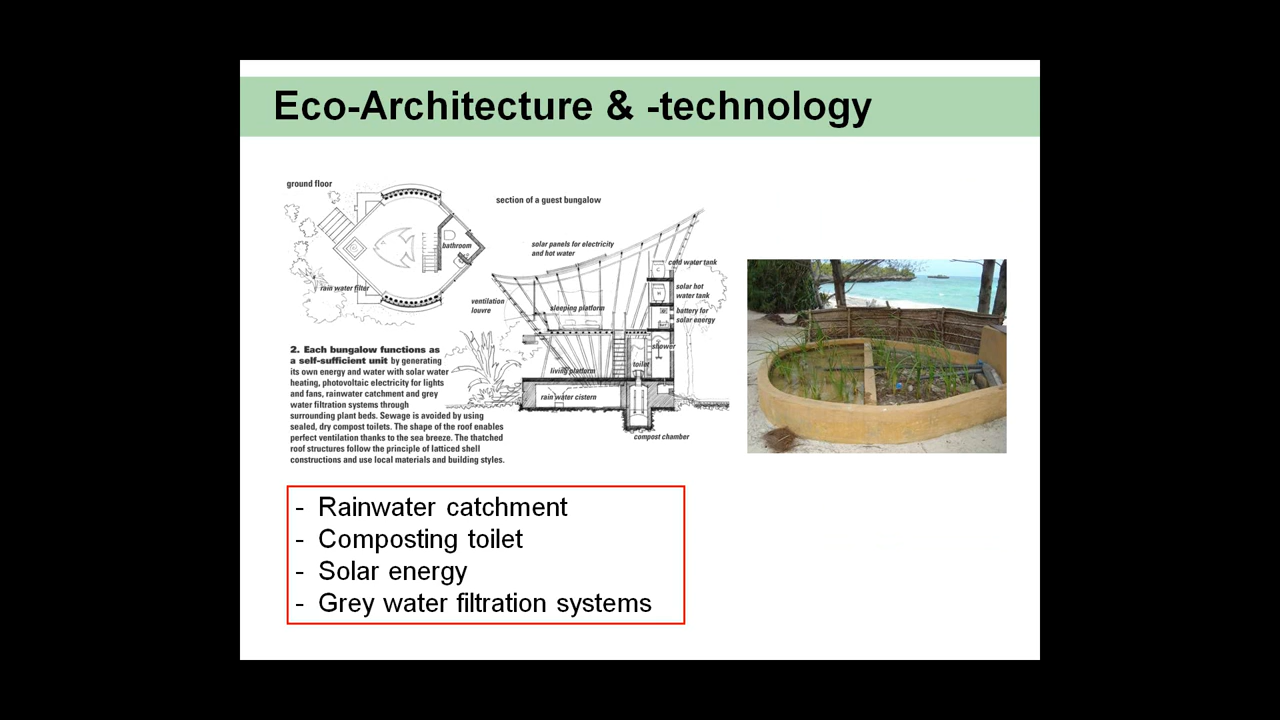 Eco-Architecture & -technology
ground floor
section of a guest bungalow
bathroom
rain water filter
solar panels for electricity
and hot water
cold water tank
solar hot
water tank
battery for
solar energy
ventilation
louvre
sleeping platform
shower
toilet
living platform
rain water cistern
compost chamber
2. Each bungalow functions as
a self-sufficient unit by generating
its own energy and water with solar water
heating, photovoltaic electricity for lights
and fans, rainwater catchment and grey
water filtration systems through
surrounding plant beds. Sewage is avoided by using
sealed, dry compost toilets. The shape of the roof enables
perfect ventilation thanks to the sea breeze. The thatched
roof structures follow the principle of latticed shell
constructions and use local materials and building styles.
- Rainwater catchment
- Composting toilet
- Solar energy
- Grey water filtration systems